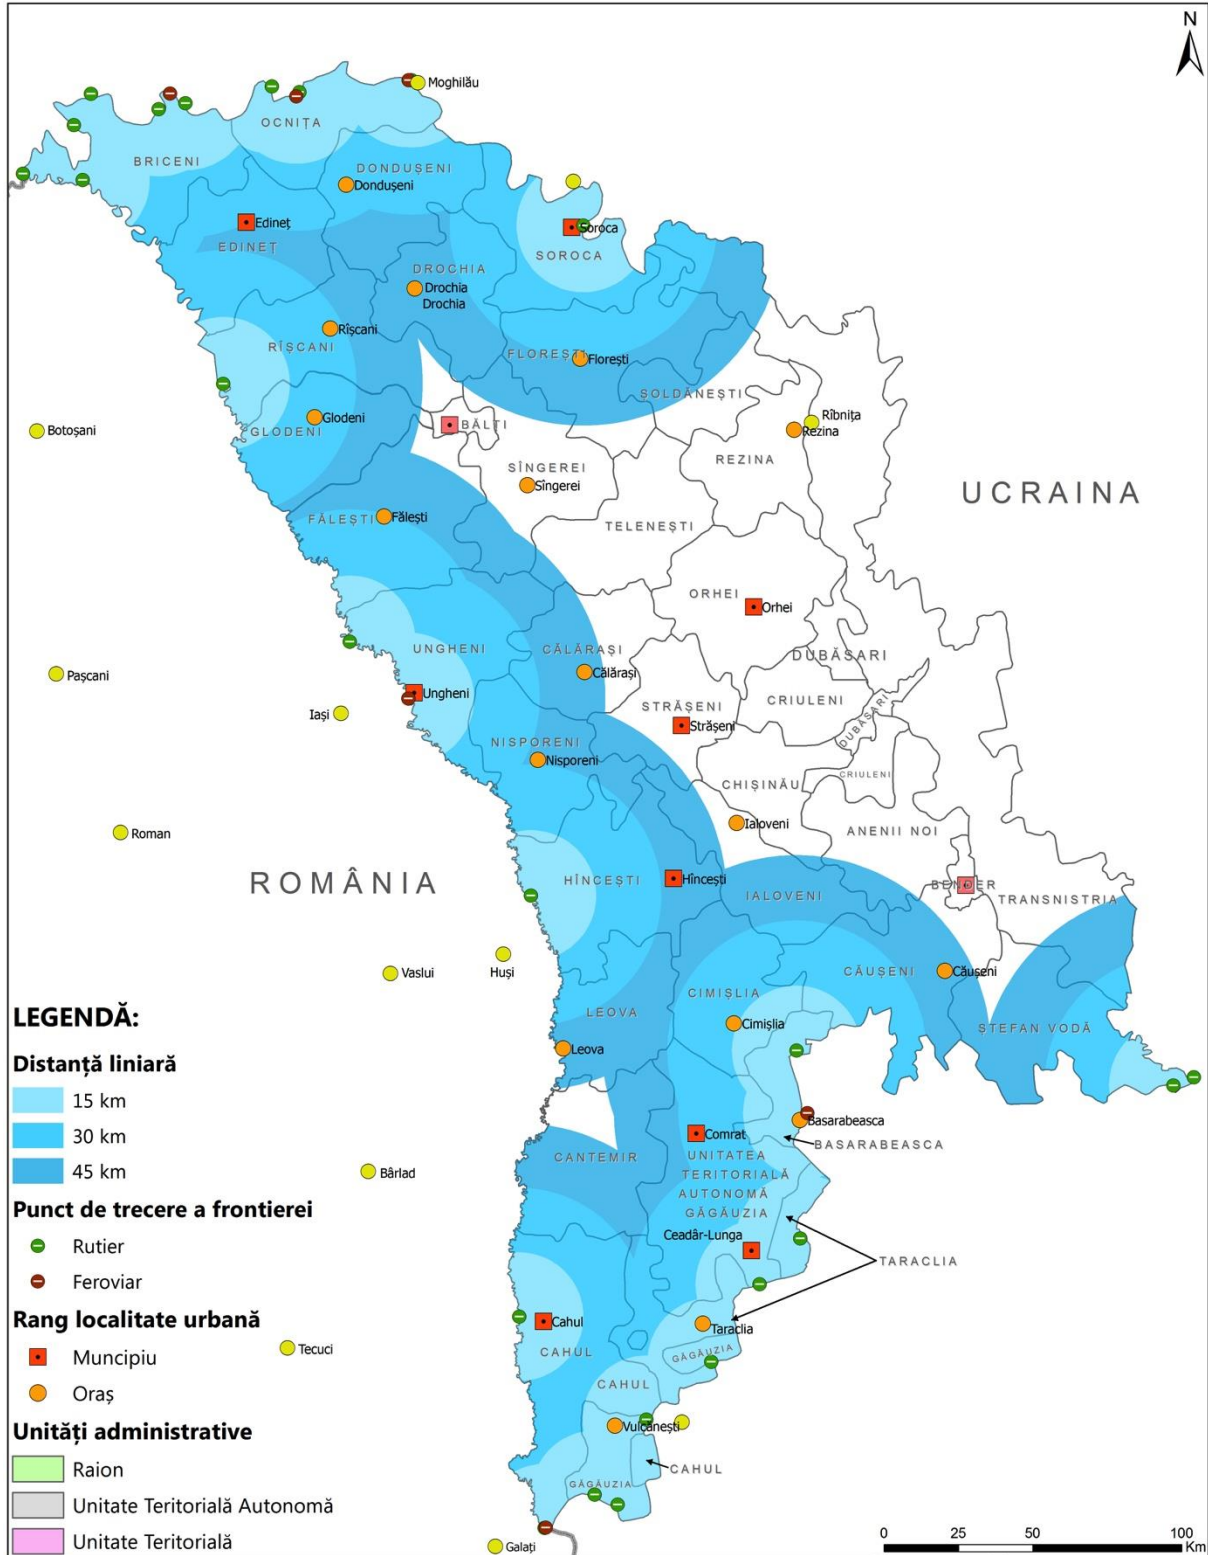 N
Moghilău
OCNIȚA
BRICENI
DONDUȘENI
Dondușeni
Edineț
EDINEȚ
Soroca
SOROCA
DROCHIA
Drochia
Drochia
Rîșcani
RÎȘCANI
FLOREȘTI
Florești
ȘOLDĂNEȘTI
Botoșani
Glodeni
GLODENI
BĂLȚI
Rîbnița
Rezina
REZINA
SÎNGEREI
Sîngerei
UCRAINA
FĂLEȘTI
Fălești
TELENEȘTI
ORHEI
Orhei
UNGHENI
CĂLĂRAȘI
Călărași
DUBĂSARI
Pașcani
Ungheni
Iași
STRĂȘENI
Strășeni
CRIULENI
DUBĂSARI
NISPORENI
Nisporeni
CHIȘINĂU
CRIULENI
Roman
Ialoveni
ANENII NOI
ROMÂNIA
HÎNCEȘTI
Hîncești
IALOVENI
BENDER
TRANSNISTRIA
Vaslui
Huși
CĂUȘENI
Căușeni
CIMIȘLIA
Cimișlia
LEOVA
Leova
ȘTEFAN VODĂ
Basarabeasca
BASARABEASCA
Comrat
CANTEMIR
UNITATEA
TERITORIALĂ
AUTONOMĂ
GĂGĂUZIA
Bârlad
Ceadâr-Lunga
TARACLIA
Cahul
CAHUL
Taraclia
GĂGĂUZIA
Tecuci
CAHUL
Vulcănești
CAHUL
GĂGĂUZIA
Galați
LEGENDĂ:
Distanță liniară
15 km
30 km
45 km
Punct de trecere a frontierei
Rutier
Feroviar
Rang localitate urbană
Muncipiu
Oraș
Unități administrative
Raion
Unitate Teritorială Autonomă
Unitate Teritorială
0 25 50 100
Km